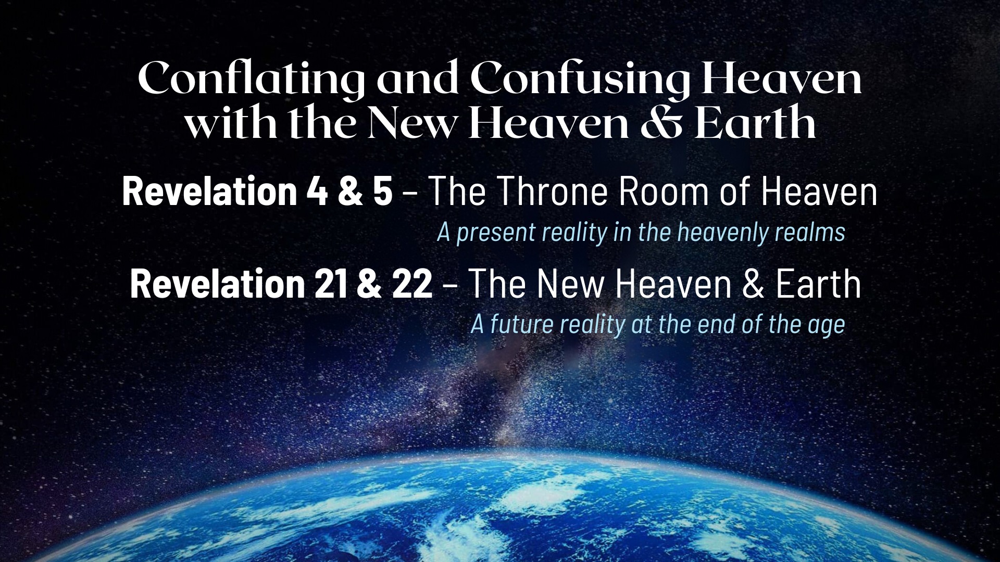 Conflating and Confusing Heaven
with the New Heaven & Earth
Revelation 4 & 5 – The Throne Room of Heaven
A present reality in the heavenly realms
Revelation 21 & 22 – The New Heaven & Earth
A future reality at the end of the age